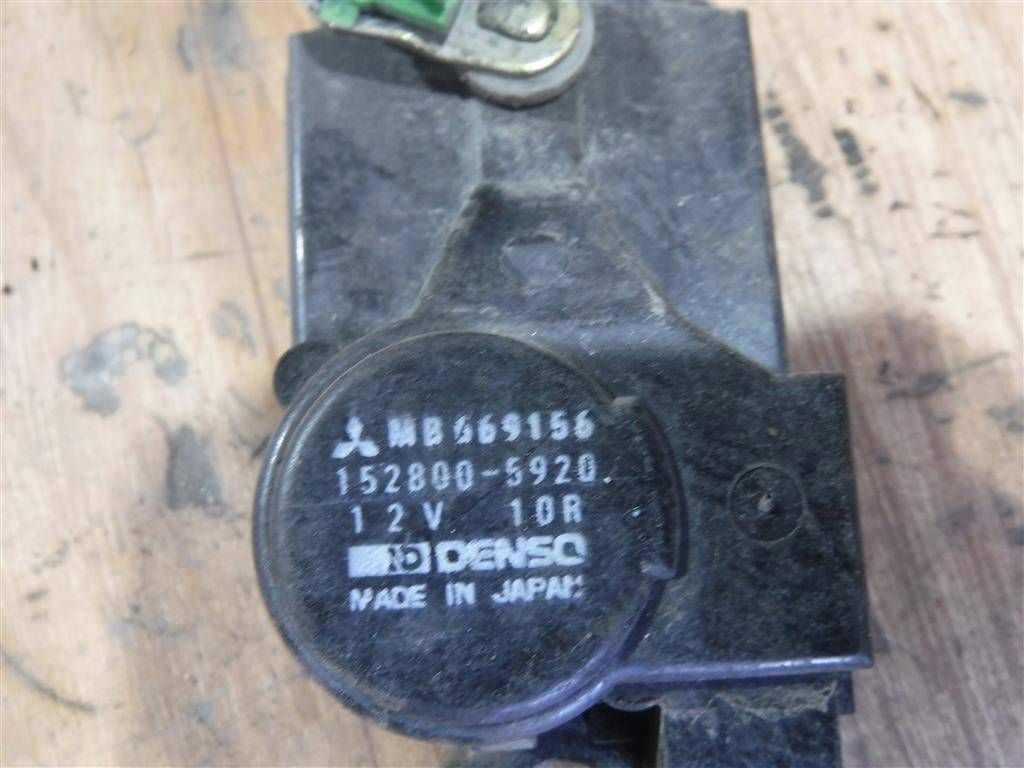 MB669156
152800-5920
12V 10R
DENSO
MADE IN JAPAN